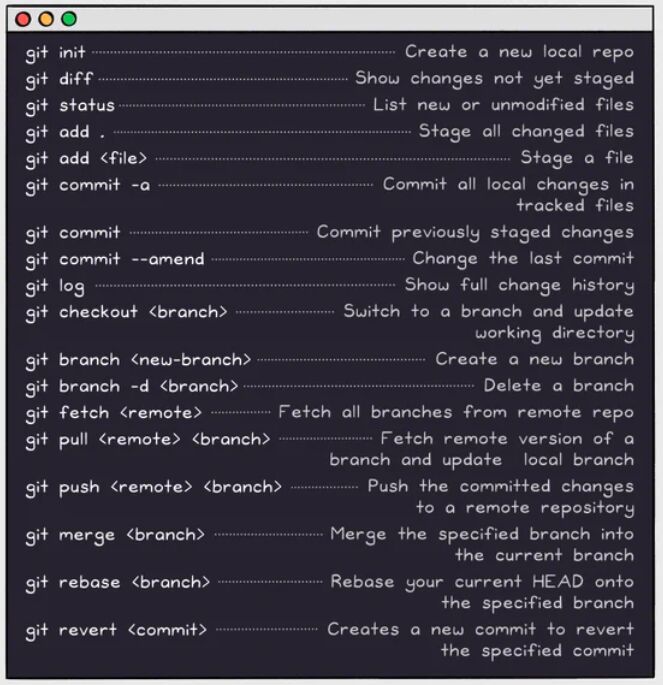 git init Create a new local repo
git diff Show changes not yet staged
git status List new or unmodified files
git add . Stage all changed files
git add <file> Stage a file
git commit -a Commit all local changes in
tracked files
git commit Commit previously staged changes
git commit --amend Change the last commit
git log Show full change history
git checkout <branch> Switch to a branch and update
working directory
git branch <new-branch> Create a new branch
git branch -d <branch> Delete a branch
git fetch <remote> Fetch all branches from remote repo
git pull <remote> <branch> Fetch remote version of a
branch and update local branch
git push <remote> <branch> Push the committed changes
to a remote repository
git merge <branch> Merge the specified branch into
the current branch
git rebase <branch> Rebase your current HEAD onto
the specified branch
git revert <commit> Creates a new commit to revert
the specified commit